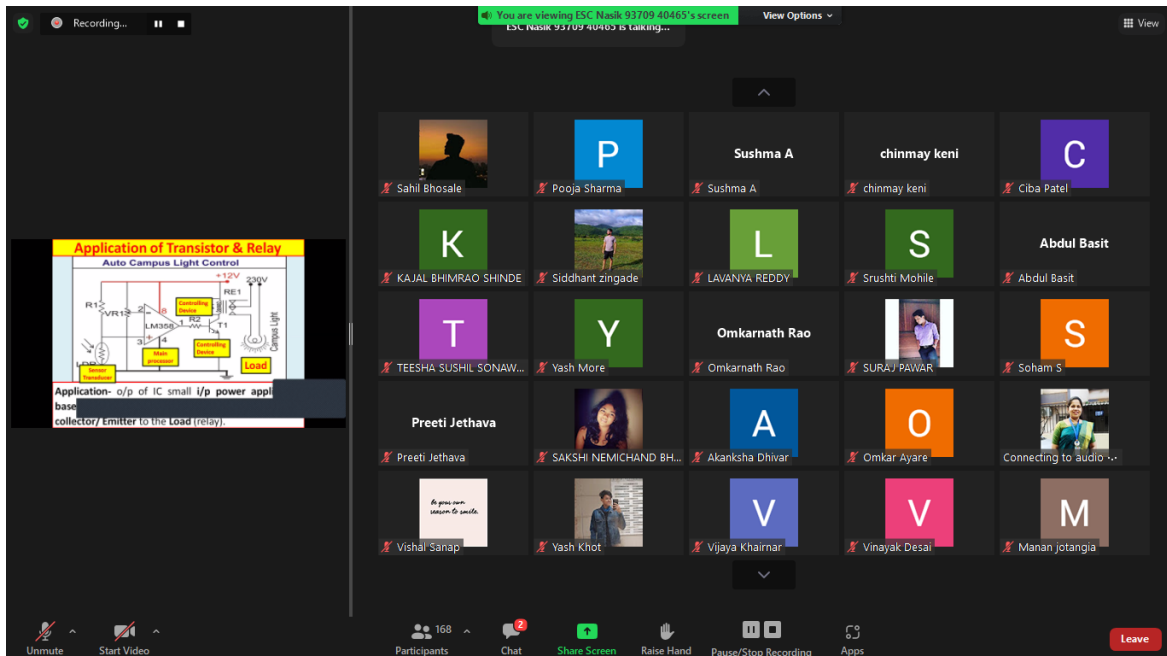 Recording...
You are viewing ESC Nasik 93709 40465's screen
View Options
ESC Nasik 93709 40465 is talking...
View
Application of Transistor & Relay
Auto Campus Light Control
+12V
230V
RE1
R1
VR1
2
8
Controlling
Device
LM358
1
R2
T1
3
4
Main
processor
Controlling
Device
Campus Light
Sensor
Transducer
Load
Application- o/p of IC small i/p power appl
base
collector/ Emitter to the Load (relay).
Sahil Bhosale
P
Pooja Sharma
Sushma A
Sushma A
chinmay keni
chinmay keni
C
Ciba Patel
K
KAJAL BHIMRAO SHINDE
Siddhant zingade
L
LAVANYA REDDY
S
Srushti Mohile
Abdul Basit
Abdul Basit
T
TEESHA SUSHIL SONAW...
Y
Yash More
Omkarnath Rao
Omkarnath Rao
SURAJ PAWAR
S
Soham S
Preeti Jethava
Preeti Jethava
SAKSHI NEMICHAND BH...
A
Akanksha Dhivar
O
Omkar Ayare
Connecting to audio
be your own
reason to smile.
Vishal Sanap
Yash Khot
V
Vijaya Khairnar
V
Vinayak Desai
M
Manan jotangia
Unmute
Start Video
168
Participants
2
Chat
Share Screen
Raise Hand
Pause/Stop Recording
Apps
Leave